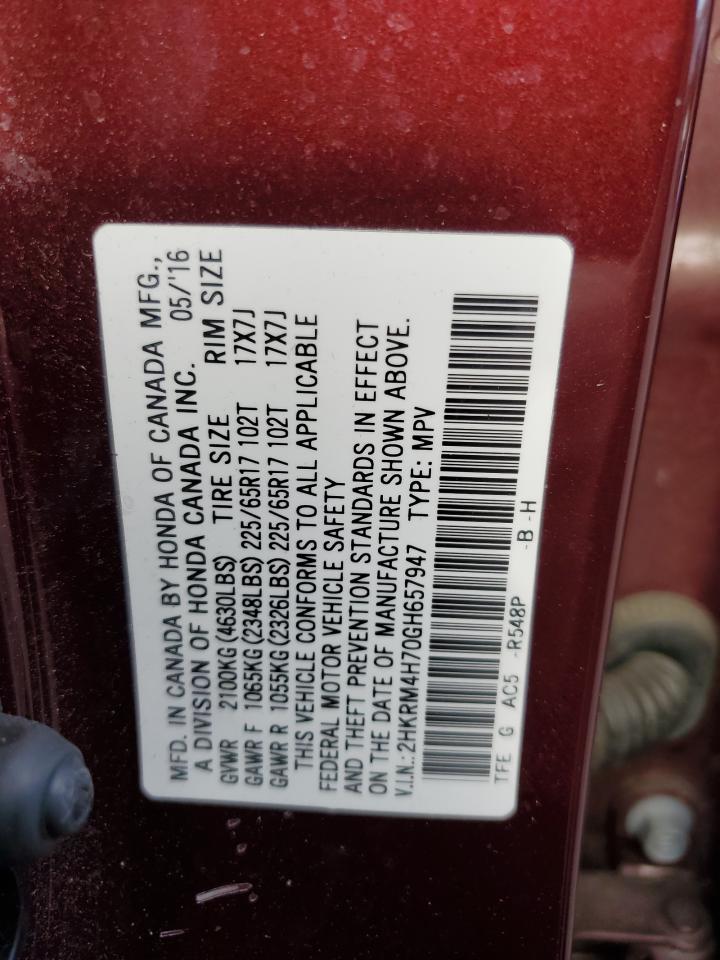 MFD. IN CANADA BY HONDA OF CANADA MFG.,
A DIVISION OF HONDA CANADA INC. 05/'16
GVWR 2100KG (4630LBS) TIRE SIZE RIM SIZE
GAWR F 1065KG (2348LBS) 225/65R17 102T 17X7J
GAWR R 1055KG (2326LBS) 225/65R17 102T 17X7J
THIS VEHICLE CONFORMS TO ALL APPLICABLE
FEDERAL MOTOR VEHICLE SAFETY
AND THEFT PREVENTION STANDARDS IN EFFECT
ON THE DATE OF MANUFACTURE SHOWN ABOVE.
V.I.N.: 2HKRM4H70GH657947 TYPE: MPV
TFE G AC5 -R548P -B -H